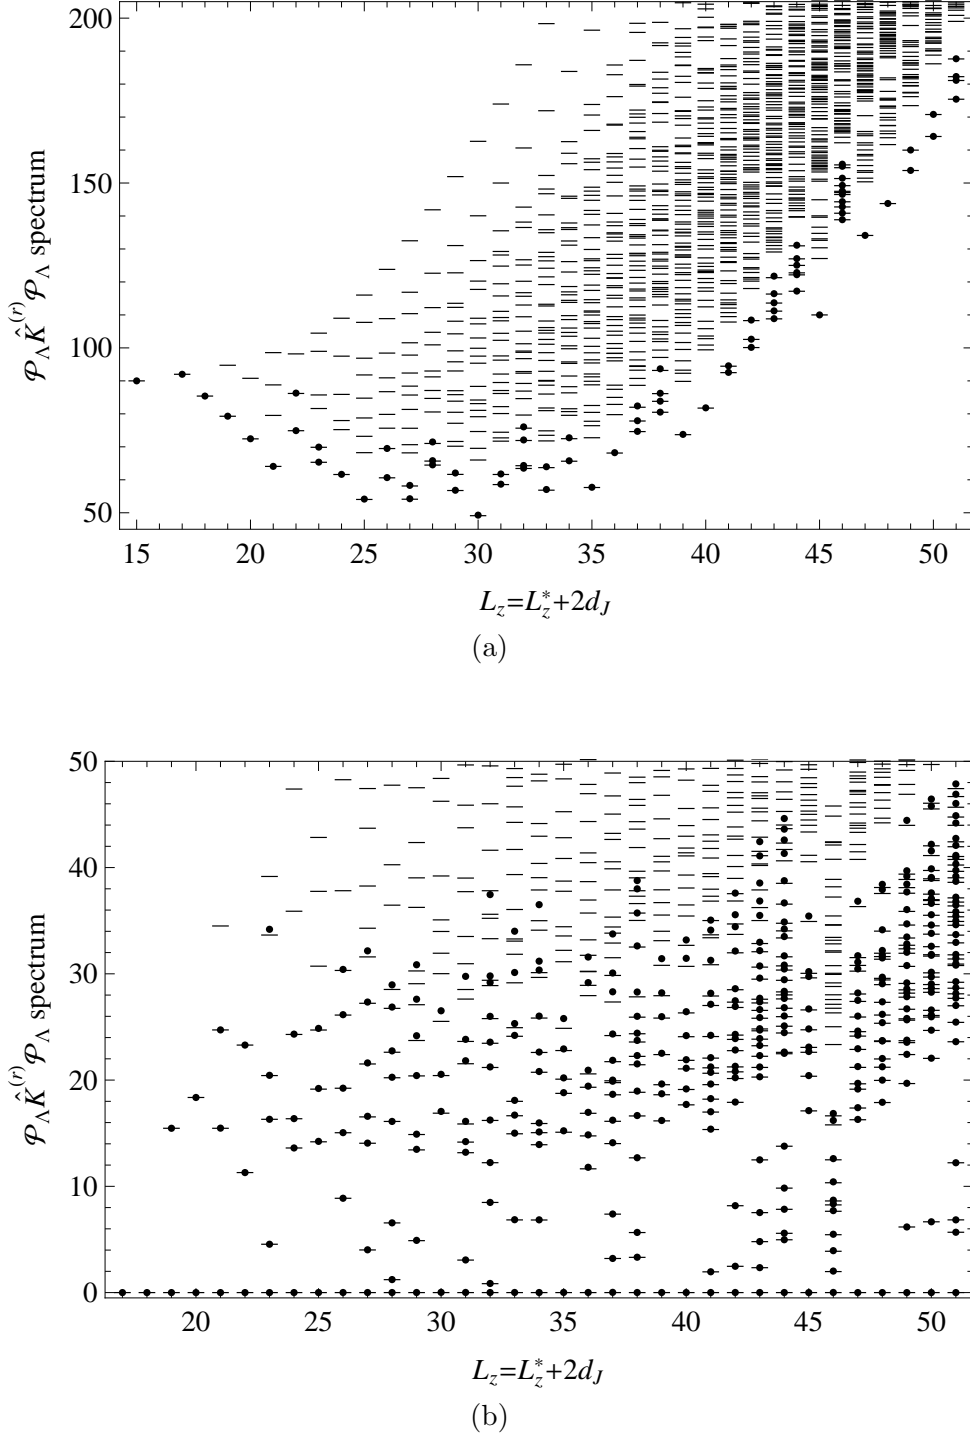 200
150
100
50
𝒫_Λ K̂^(r) 𝒫_Λ spectrum
15 20 25 30 35 40 45 50
L_z=L_z^*+2d_J
(a)
50
40
30
20
10
0
𝒫_Λ K̂^(r) 𝒫_Λ spectrum
20 25 30 35 40 45 50
L_z=L_z^*+2d_J
(b)